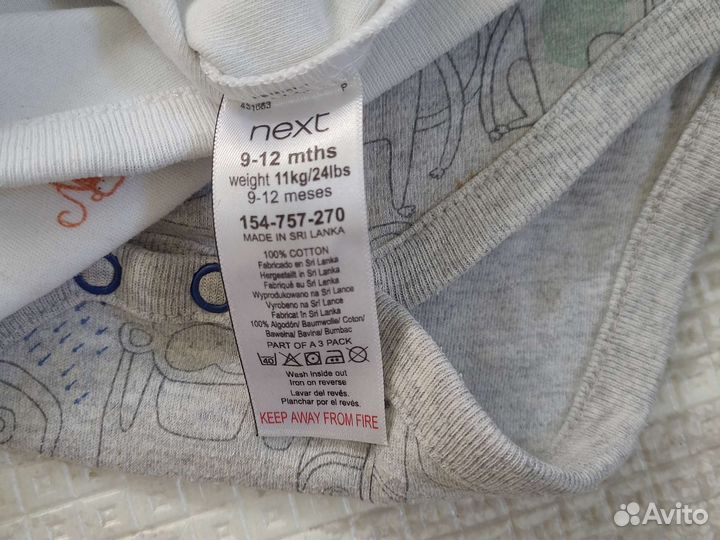 431663 P
next
9-12 mths
weight 11kg/24lbs
9-12 meses
154-757-270
MADE IN SRI LANKA
100% COTTON
Fabricado en Sri Lanka
Hergestellt in Sri Lanka
Fabriqué au Sri Lanka
Wyprodukowano na Sri Lance
Vyrobeno na Sri Lance
Fabricat în Sri Lanka
100% Algodón/ Baumwolle/ Coton/
Bawełna/ Bavlna/ Bumbac
PART OF A 3 PACK
40
Wash inside out
Iron on reverse
Lavar del revés.
Planchar por el revés.
KEEP AWAY FROM FIRE
Avito